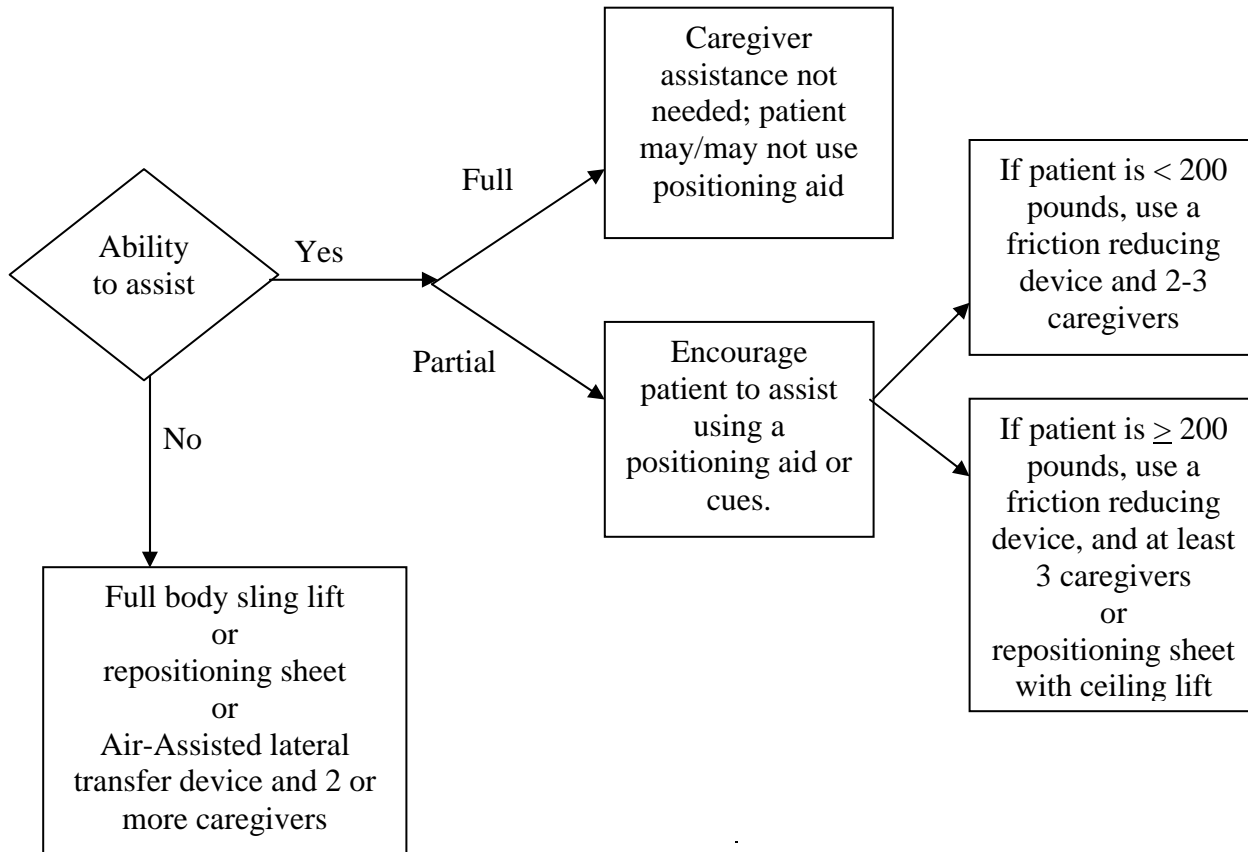 Ability
to assist
Yes
Full
Caregiver
assistance not
needed; patient
may/may not use
positioning aid
Partial
Encourage
patient to assist
using a
positioning aid or
cues.
If patient is < 200
pounds, use a
friction reducing
device and 2-3
caregivers
If patient is ≥ 200
pounds, use a
friction reducing
device, and at least
3 caregivers
or
repositioning sheet
with ceiling lift
No
Full body sling lift
or
repositioning sheet
or
Air-Assisted lateral
transfer device and 2 or
more caregivers
.